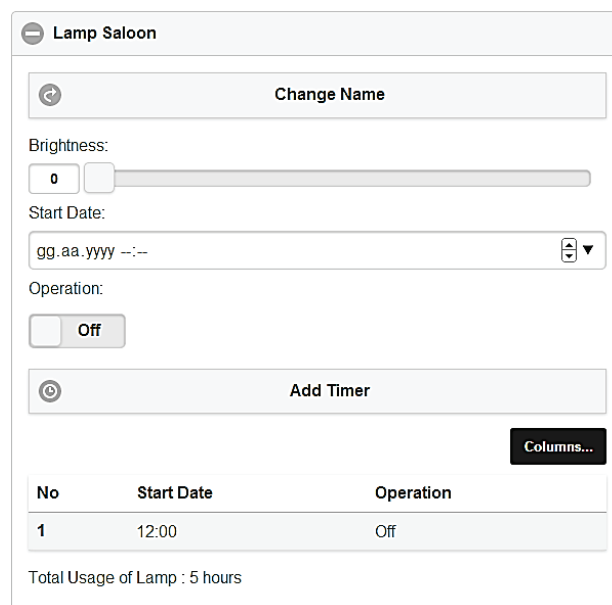 Lamp Saloon
Change Name
Brightness:
0
Start Date:
gg.aa.yyyy --:--
Operation:
Off
Add Timer
Columns...
No Start Date Operation
1 12:00 Off
Total Usage of Lamp : 5 hours